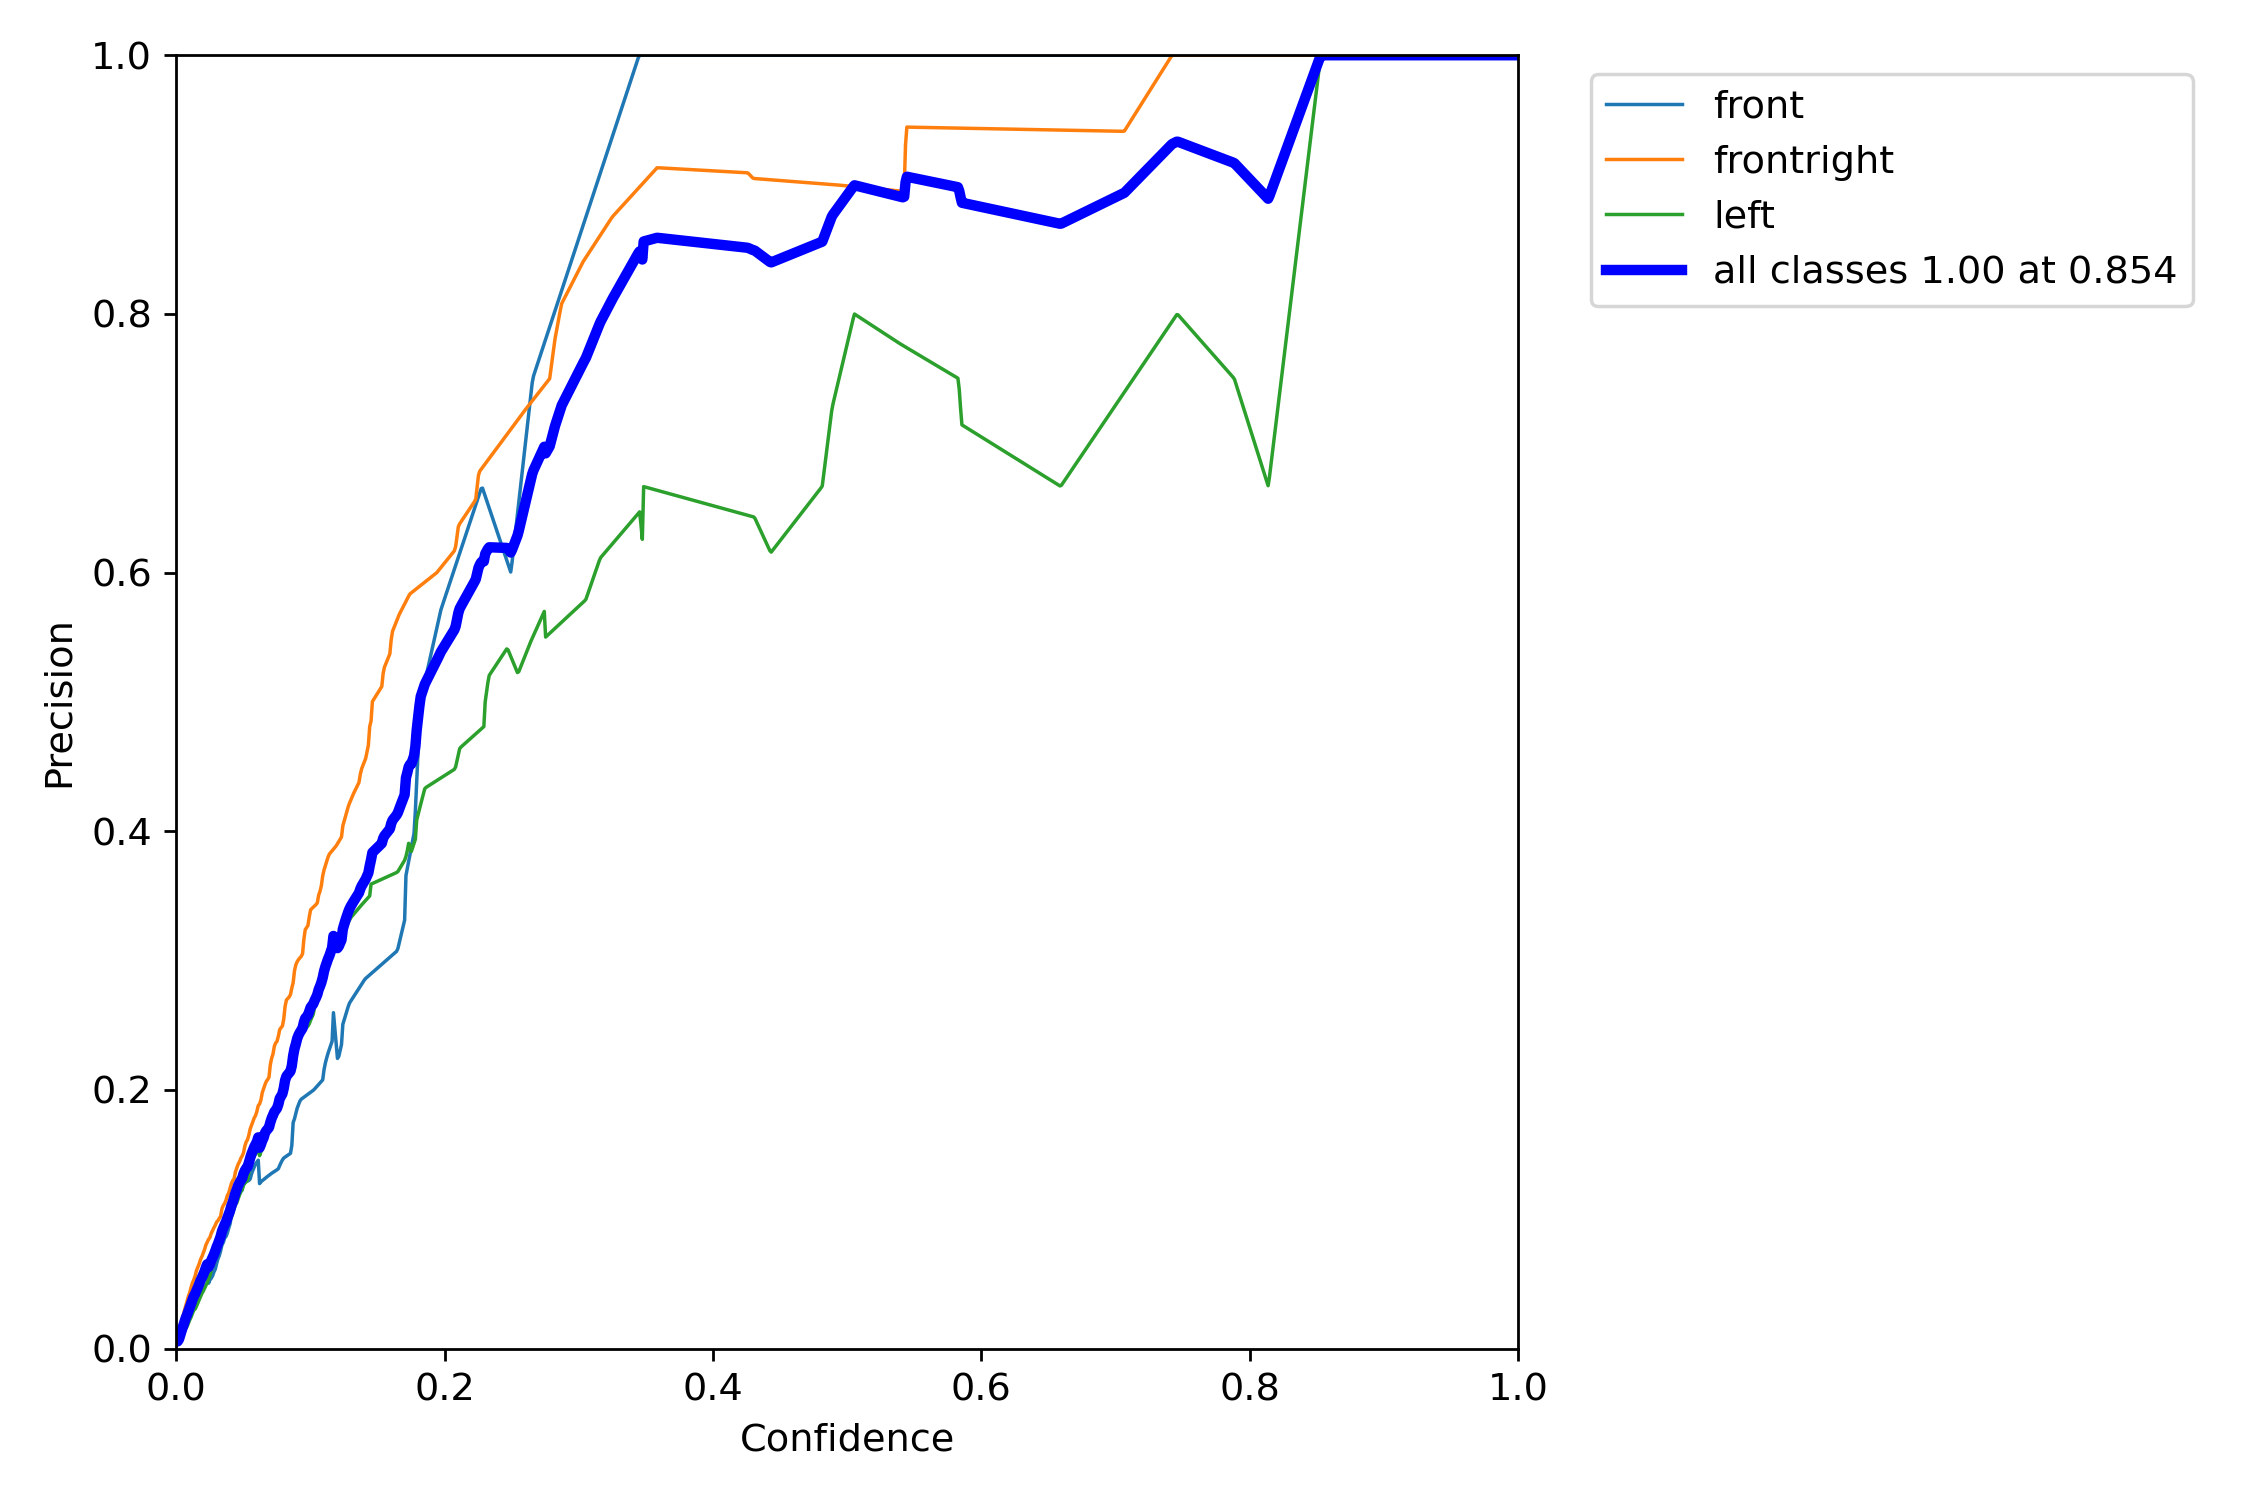 1.0
0.8
0.6
0.4
0.2
0.0
Precision
0.0 0.2 0.4 0.6 0.8 1.0
Confidence
front
frontright
left
all classes 1.00 at 0.854